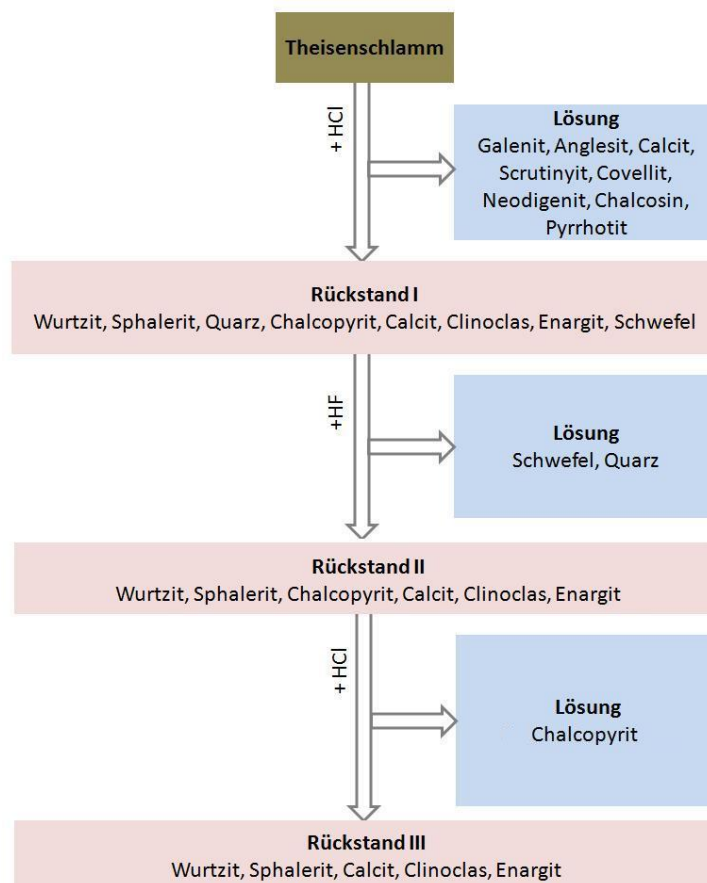 Theisenschlamm
+ HCl
Lösung
Galenit, Anglesit, Calcit,
Scrutinyit, Covellit,
Neodigenit, Chalcosin,
Pyrrhotit
Rückstand I
Wurtzit, Sphalerit, Quarz, Chalcopyrit, Calcit, Clinoclas, Enargit, Schwefel
+HF
Lösung
Schwefel, Quarz
Rückstand II
Wurtzit, Sphalerit, Chalcopyrit, Calcit, Clinoclas, Enargit
+ HCl
Lösung
Chalcopyrit
Rückstand III
Wurtzit, Sphalerit, Calcit, Clinoclas, Enargit